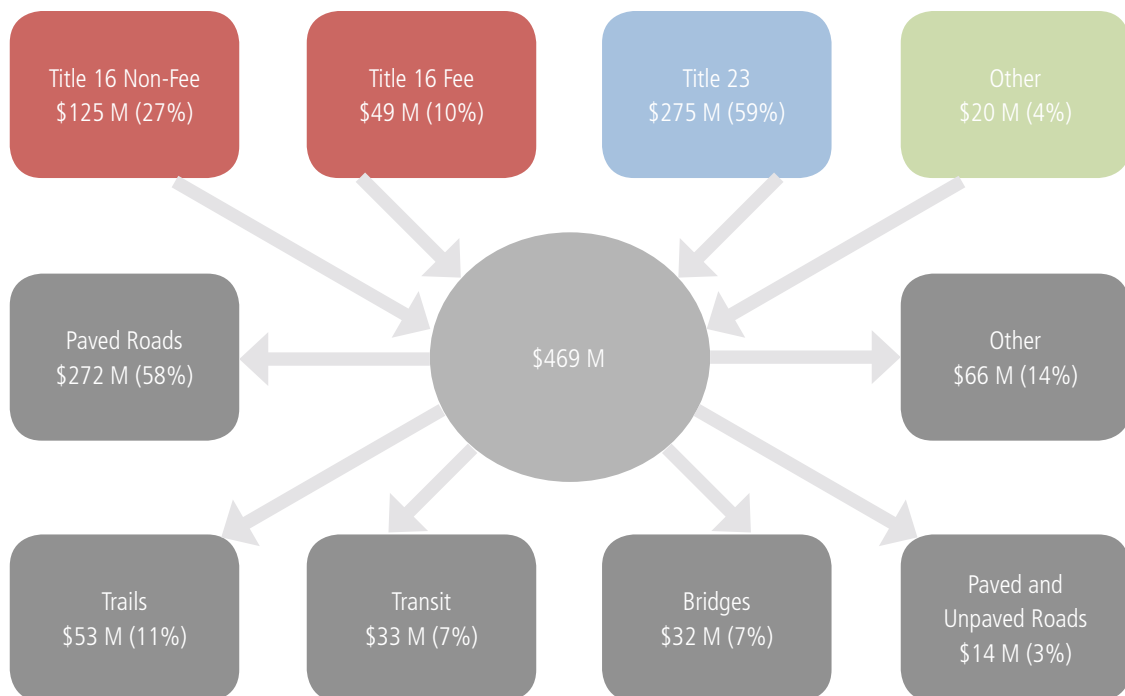 Title 16 Non-Fee
$125 M (27%)
Title 16 Fee
$49 M (10%)
Title 23
$275 M (59%)
Other
$20 M (4%)
Paved Roads
$272 M (58%)
$469 M
Other
$66 M (14%)
Trails
$53 M (11%)
Transit
$33 M (7%)
Bridges
$32 M (7%)
Paved and
Unpaved Roads
$14 M (3%)